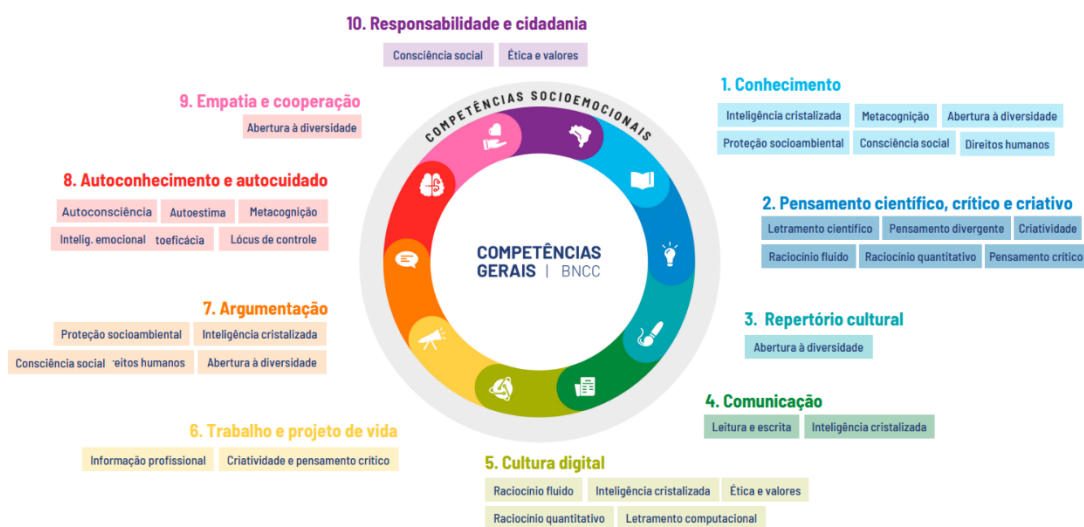 10. Responsabilidade e cidadania
Consciência social
Ética e valores
COMPETÊNCIAS SOCIOEMOCIONAIS
1. Conhecimento
Inteligência cristalizada
Metacognição
Abertura à diversidade
Proteção socioambiental
Consciência social
Direitos humanos
2. Pensamento científico, crítico e criativo
Letramento científico
Pensamento divergente
Criatividade
Raciocínio fluido
Raciocínio quantitativo
Pensamento crítico
3. Repertório cultural
Abertura à diversidade
4. Comunicação
Leitura e escrita
Inteligência cristalizada
5. Cultura digital
Raciocínio fluido
Inteligência cristalizada
Ética e valores
Raciocínio quantitativo
Letramento computacional
6. Trabalho e projeto de vida
Informação profissional
Criatividade e pensamento crítico
7. Argumentação
Proteção socioambiental
Inteligência cristalizada
Consciência social
reitos humanos
Abertura à diversidade
8. Autoconhecimento e autocuidado
Autoconsciência
Autoestima
Metacognição
Intelig. emocional
toeficácia
Lócus de controle
9. Empatia e cooperação
Abertura à diversidade
COMPETÊNCIAS
GERAIS | BNCC